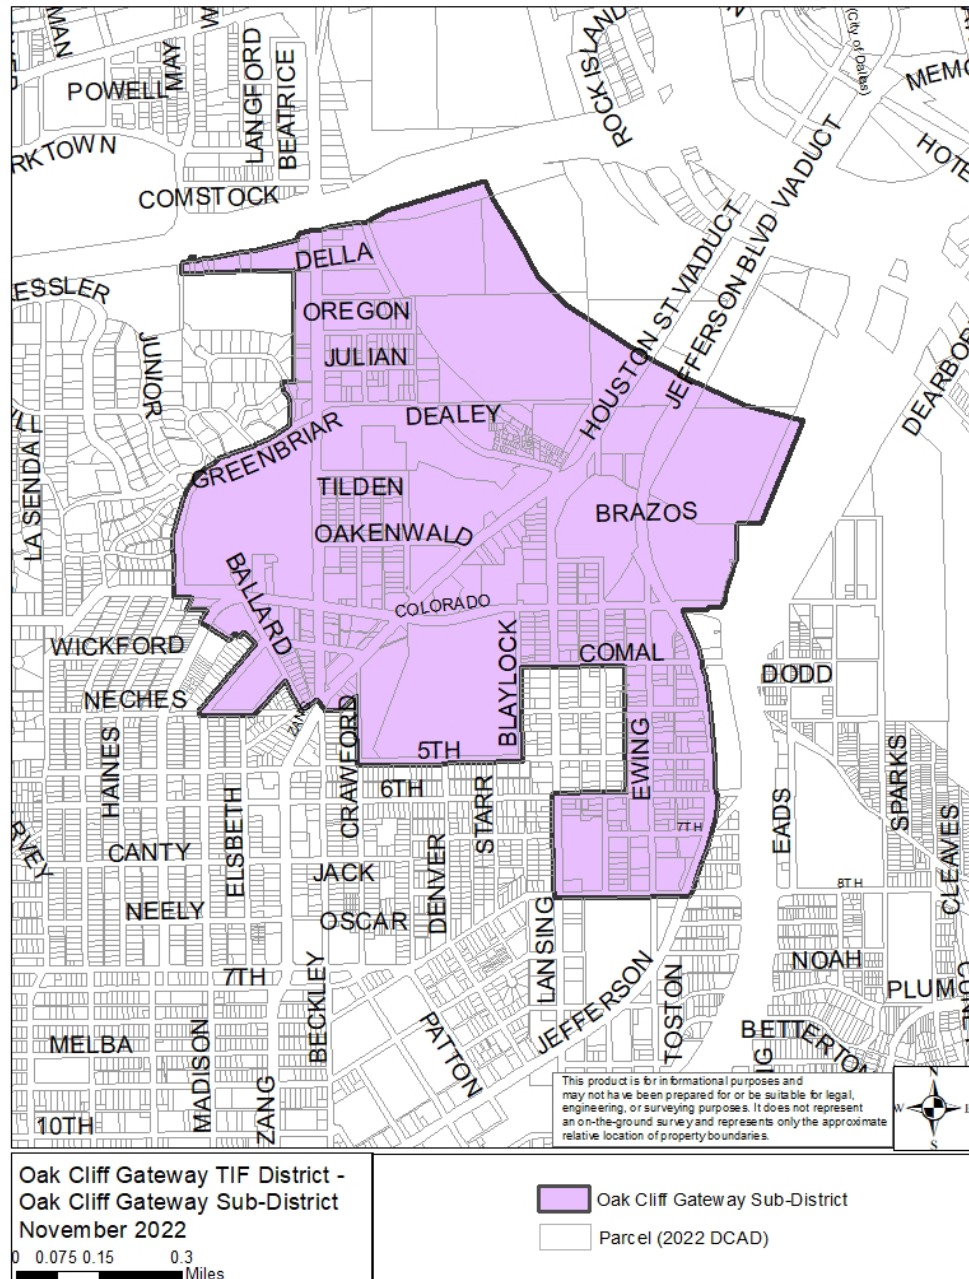 MAN
POWELL
MAY
LANGFORD
BEATRICE
ROCK ISLAND
(City of Dallas)
MEMO
HOTE
RKTOWN
COMSTOCK
DELLA
ESSLER
OREGON
JULIAN
JUNIOR
HOUSTON ST VIADUCT
JEFFERSON BLVD VIADUCT
DEARBOR
DEALEY
GREENBRIAR
LA SENDA
TILDEN
BRAZOS
OAKENWALD
BALLARD
COLORADO
WICKFORD
BLAYLOCK
COMAL
DODD
NECHES
ZANG
CRAWFORD
5TH
EWING
HAINES
6TH
STARR
SPARKS
EADS
ELSBETH
7TH
RVEY
CANTY
JACK
DENVER
8TH
CLEAVES
NEELY
OSCAR
LANSING
NOAH
7TH
BECKLEY
JEFFERSON
TOSTON
PLUM
MELBA
MADISON
ZANG
PATTON
BETTERTON
10TH
This product is for informational purposes and
may not have been prepared for or be suitable for legal,
engineering, or surveying purposes. It does not represent
an on-the-ground survey and represents only the approximate
relative location of property boundaries.
N
W
E
S
Oak Cliff Gateway TIF District -
Oak Cliff Gateway Sub-District
November 2022
0 0.075 0.15 0.3
Miles
Oak Cliff Gateway Sub-District
Parcel (2022 DCAD)